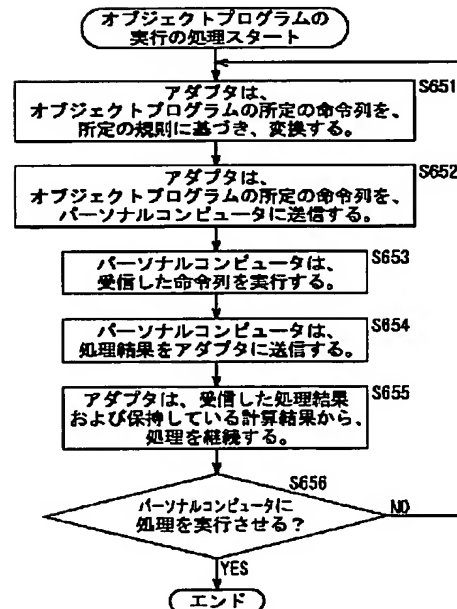 オブジェクトプログラムの
実行の処理スタート
S651
アダプタは、
オブジェクトプログラムの所定の命令列を、
所定の規則に基づき、変換する。
S652
アダプタは、
オブジェクトプログラムの所定の命令列を、
パーソナルコンピュータに送信する。
S653
パーソナルコンピュータは、
受信した命令列を実行する。
S654
パーソナルコンピュータは、
処理結果をアダプタに送信する。
S655
アダプタは、受信した処理結果
および保持している計算結果から、
処理を継続する。
S656
パーソナルコンピュータに
処理を実行させる？
NO
YES
エンド